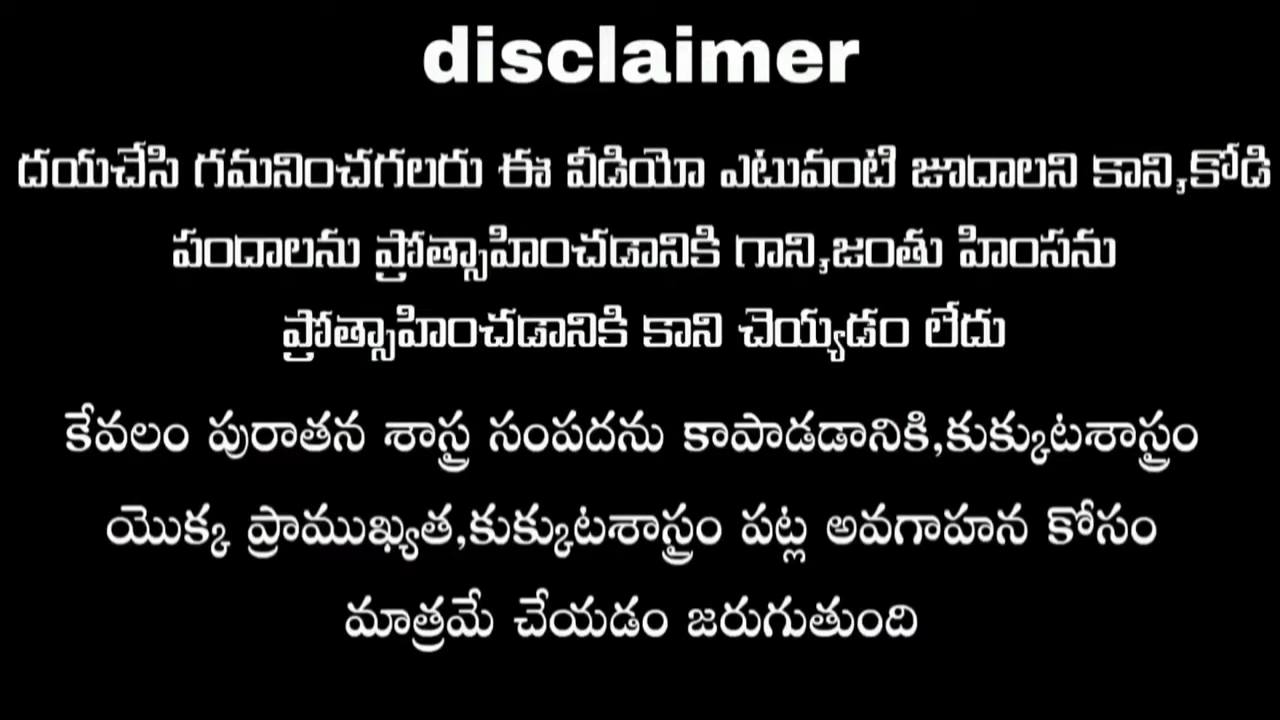 disclaimer
దయచేసి గమనించగలరు ఈ వీడియో ఎటువంటి జూదాలని కాని,కోడి
పందాలను ప్రోత్సాహించడానికి గాని,జంతు హింసను
ప్రోత్సాహించడానికి కాని చెయ్యడం లేదు
కేవలం పురాతన శాస్త్ర సంపదను కాపాడడానికి,కుక్కుటశాస్త్రం
యొక్క ప్రాముఖ్యత,కుక్కుటశాస్త్రం పట్ల అవగాహన కోసం
మాత్రమే చేయడం జరుగుతుంది